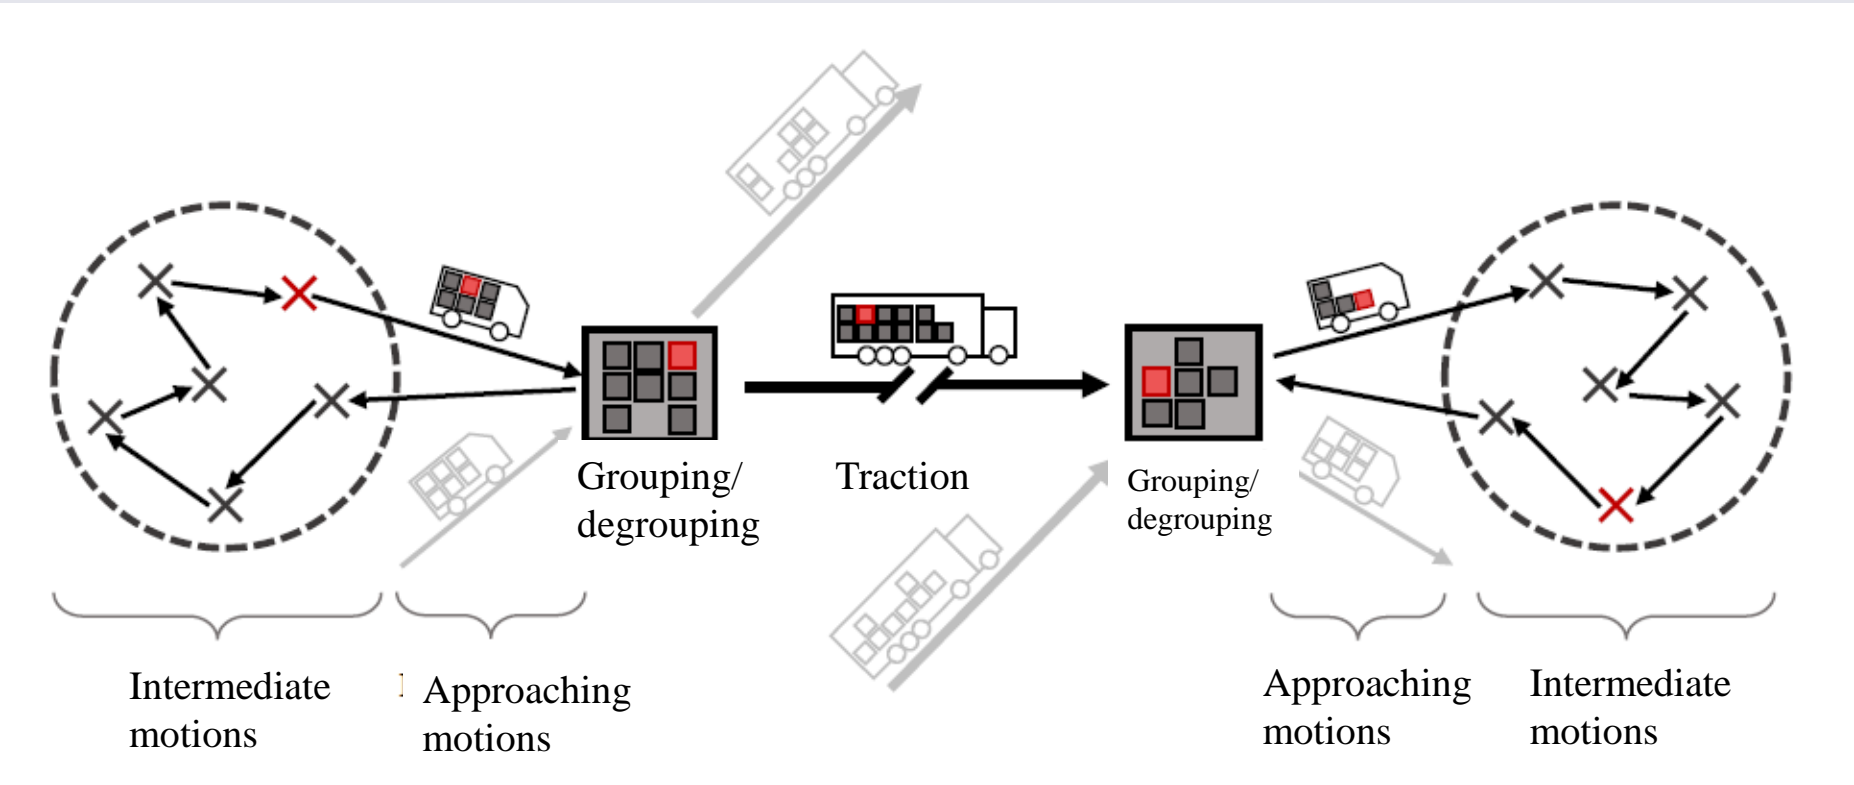 Grouping/
degrouping
Traction
Grouping/
degrouping
Intermediate
motions
Approaching
motions
Approaching
motions
Intermediate
motions